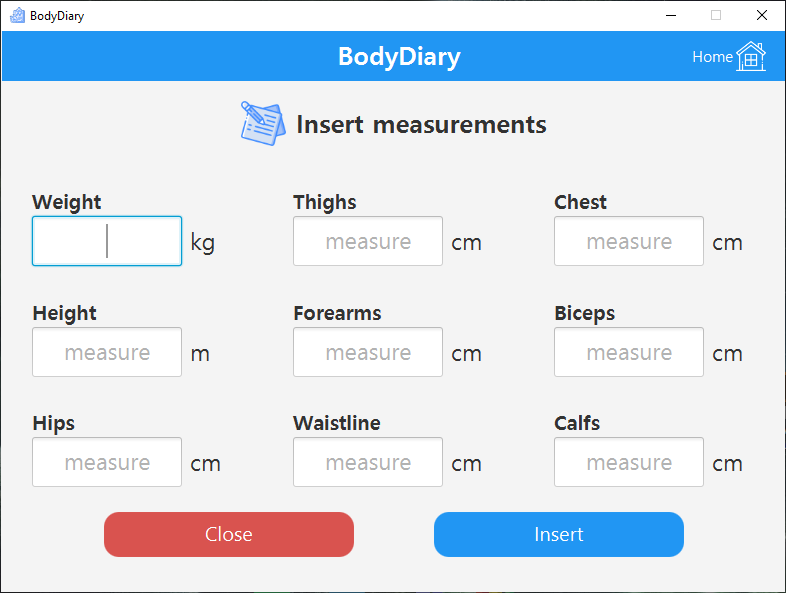 BodyDiary
BodyDiary
Home
Insert measurements
Weight Thighs Chest
kg measure cm measure cm
Height Forearms Biceps
measure m measure cm measure cm
Hips Waistline Calfs
measure cm measure cm measure cm
Close Insert